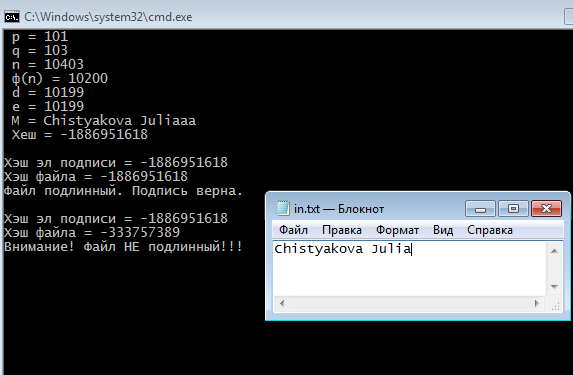 C:\Windows\system32\cmd.exe
p = 101
q = 103
n = 10403
ф(n) = 10200
d = 10199
e = 10199
M = Chistyakova Juliaaa
Хеш = -1886951618
Хэш эл подписи = -1886951618
Хэш файла = -1886951618
Файл подлинный. Подпись верна.
Хэш эл подписи = -1886951618
Хэш файла = -333757389
Внимание! Файл НЕ подлинный!!!
in.txt — Блокнот
Файл Правка Формат Вид Справка
Chistyakova Julia